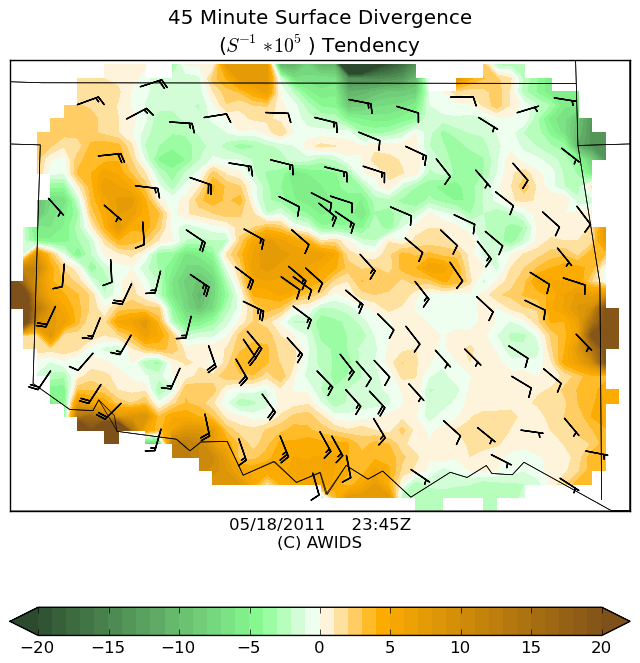 45 Minute Surface Divergence
(S⁻¹ *10⁵ ) Tendency
05/18/2011 23:45Z
(C) AWIDS
−20 −15 −10 −5 0 5 10 15 20